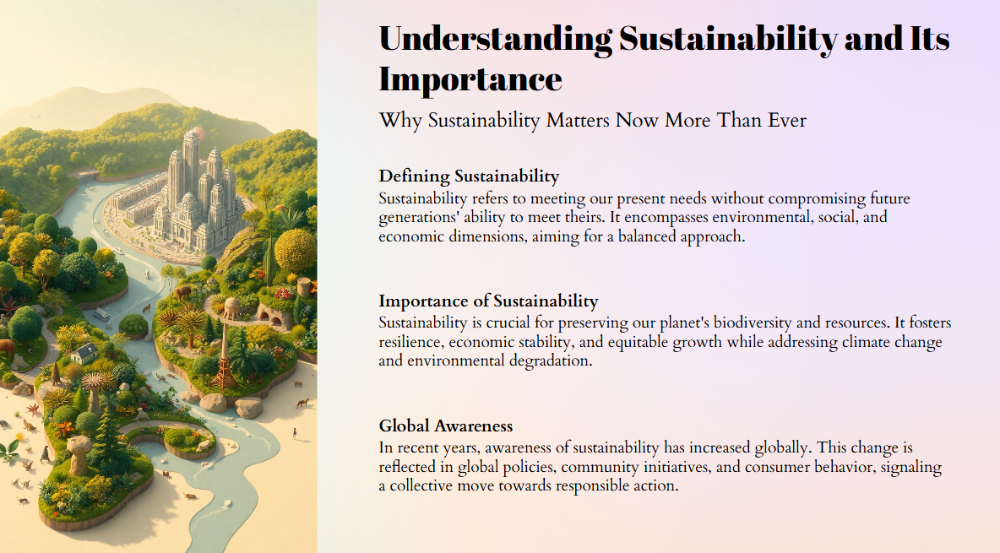 Understanding Sustainability and Its
Importance
Why Sustainability Matters Now More Than Ever
Defining Sustainability
Sustainability refers to meeting our present needs without compromising future
generations' ability to meet theirs. It encompasses environmental, social, and
economic dimensions, aiming for a balanced approach.
Importance of Sustainability
Sustainability is crucial for preserving our planet's biodiversity and resources. It fosters
resilience, economic stability, and equitable growth while addressing climate change
and environmental degradation.
Global Awareness
In recent years, awareness of sustainability has increased globally. This change is
reflected in global policies, community initiatives, and consumer behavior, signaling
a collective move towards responsible action.